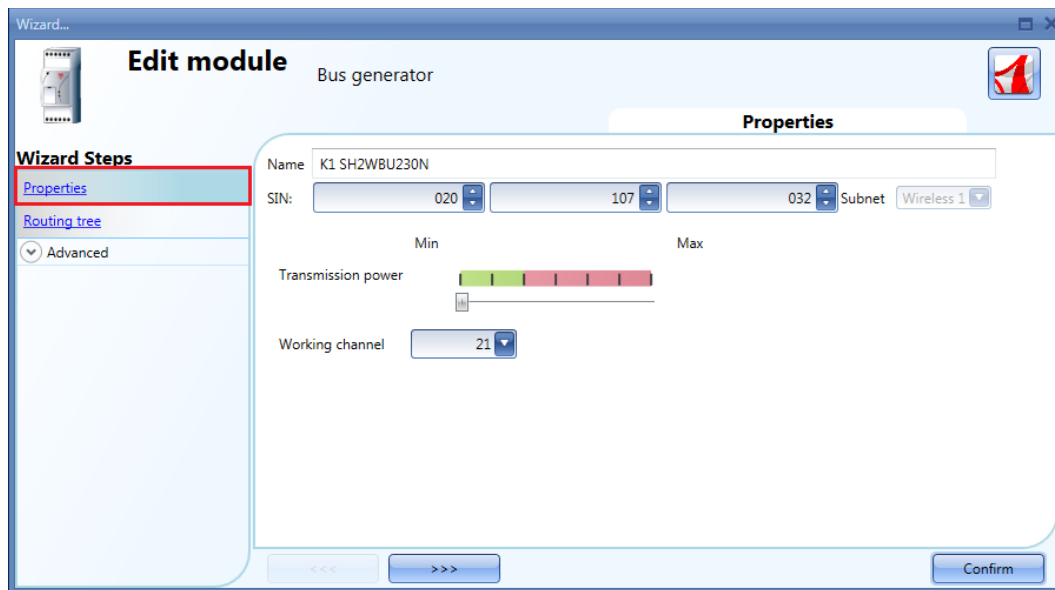 Wizard...
Edit module
Bus generator
Properties
Wizard Steps
Properties
Routing tree
Advanced
Name K1 SH2WBU230N
SIN: 020 107 032 Subnet Wireless 1
Min Max
Transmission power
Working channel 21
<<< >>> Confirm